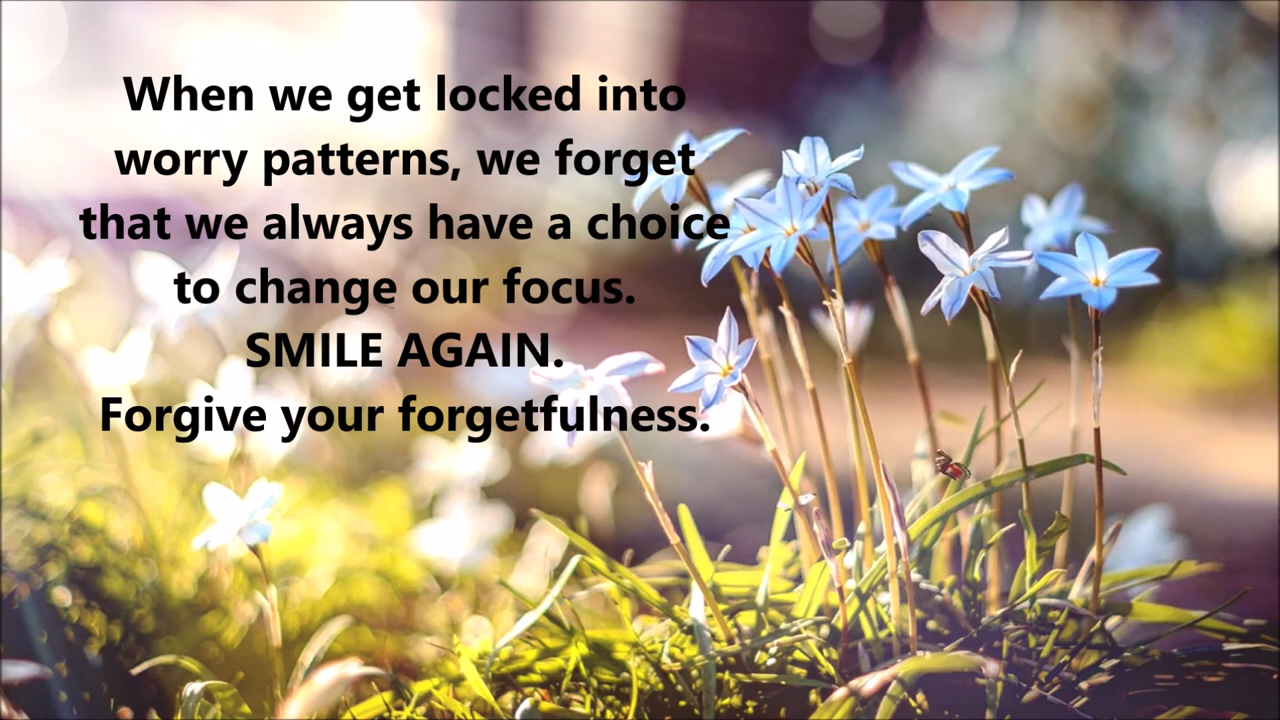 When we get locked into
worry patterns, we forget
that we always have a choice
to change our focus.
SMILE AGAIN.
Forgive your forgetfulness.